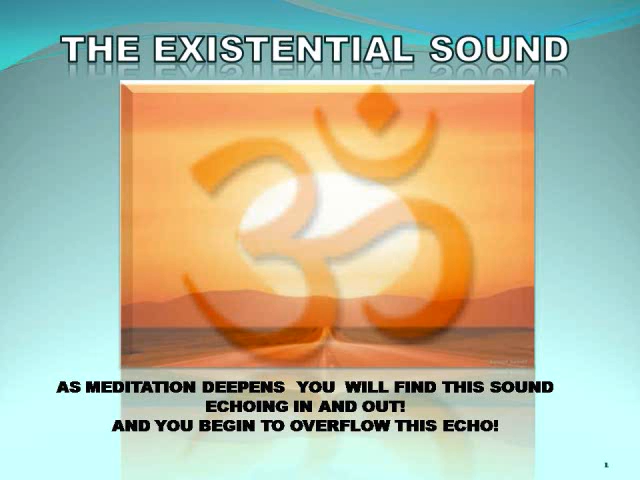 THE EXISTENTIAL SOUND
ॐ
AS MEDITATION DEEPENS YOU WILL FIND THIS SOUND
ECHOING IN AND OUT!
AND YOU BEGIN TO OVERFLOW THIS ECHO!
1